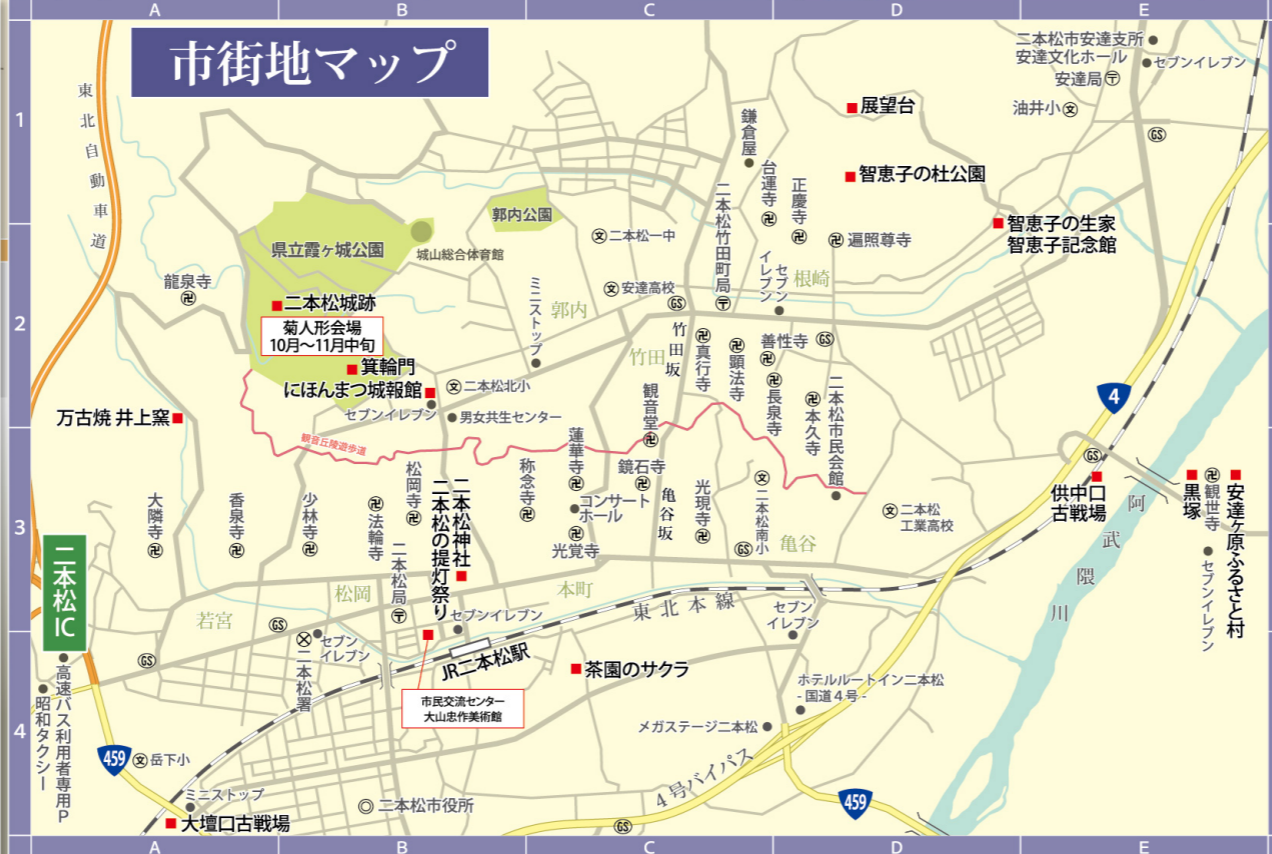 A
B
C
D
E
市街地マップ
1
2
3
4
東北自動車道
展望台
智恵子の杜公園
智恵子の生家
智恵子記念館
二本松市安達支所
安達文化ホール
セブンイレブン
安達局
油井小
GS
鎌倉屋
台運寺
正慶寺
遍照尊寺
二本松竹田町局
セブン
イレブン
根崎
郭内公園
県立霞ヶ城公園
城山総合体育館
二本松一中
安達高校
GS
郭内
ミニストップ
龍泉寺
二本松城跡
菊人形会場
10月〜11月中旬
箕輪門
にほんまつ城報館
セブンイレブン
二本松北小
男女共生センター
万古焼 井上窯
観音丘陵遊歩道
竹田
竹田坂
真行寺
顕法寺
善性寺
GS
長泉寺
本久寺
二本松市民会館
4
観音堂
蓮華寺
鏡石寺
亀谷坂
光現寺
二本松南小
GS
亀谷
二本松
工業高校
GS
供中口
古戦場
阿武隈川
黒塚
観世寺
安達ヶ原ふるさと村
セブンイレブン
大隣寺
香泉寺
少林寺
法輪寺
松岡寺
二本松神社
二本松の提灯祭り
称念寺
コンサート
ホール
光覚寺
二本松局
二本松IC
若宮
松岡
本町
東北本線
セブン
イレブン
セブンイレブン
GS
セブン
イレブン
二本松署
JR二本松駅
茶園のサクラ
市民交流センター
大山忠作美術館
GS
高速バス利用者専用P
昭和タクシー
459
岳下小
ミニストップ
大壇口古戦場
二本松市役所
ホテルルートイン二本松
-国道4号-
メガステージ二本松
4号バイパス
459
GS
A
B
C
D
E
1
2
3
4